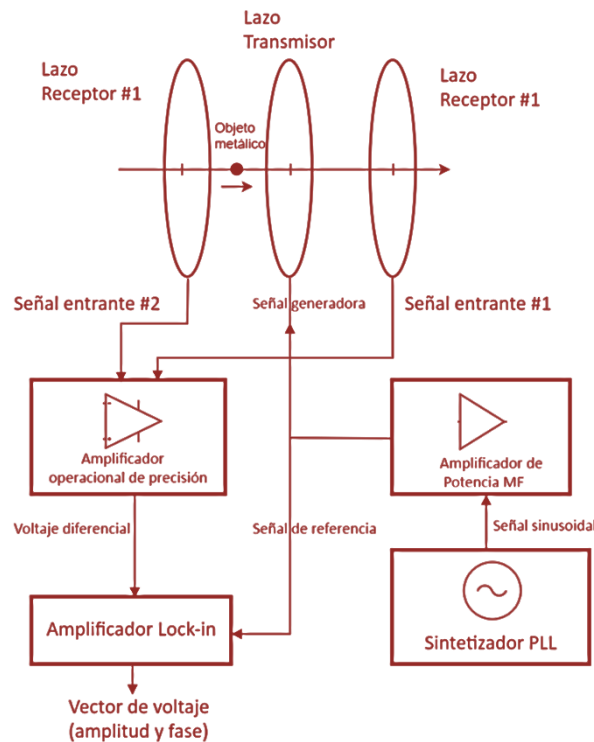 Lazo
Transmisor
Lazo
Receptor #1
Lazo
Receptor #1
Objeto
metálico
Señal entrante #2
Señal generadora
Señal entrante #1
Amplificador
operacional de precisión
Amplificador de
Potencia MF
Voltaje diferencial
Señal de referencia
Señal sinusoidal
Amplificador Lock-in
Sintetizador PLL
Vector de voltaje
(amplitud y fase)